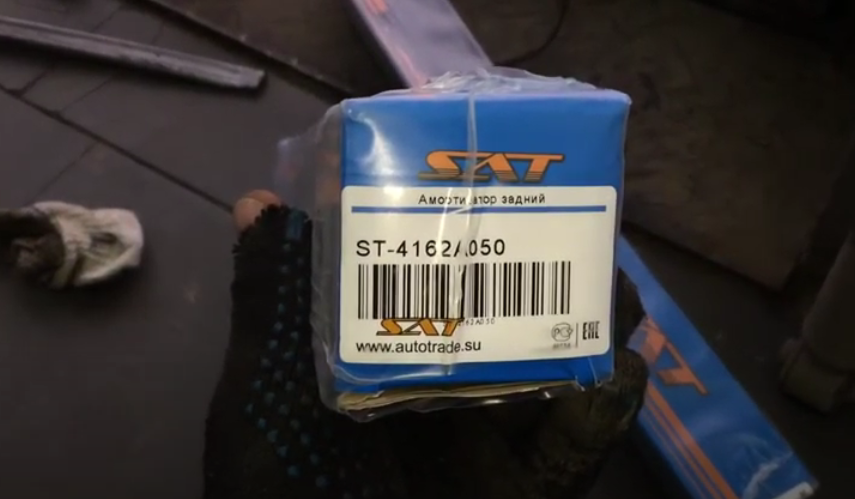 SAT
Амортизатор задний
ST-4162A050
SAT
www.autotrade.su
EAC
SAT